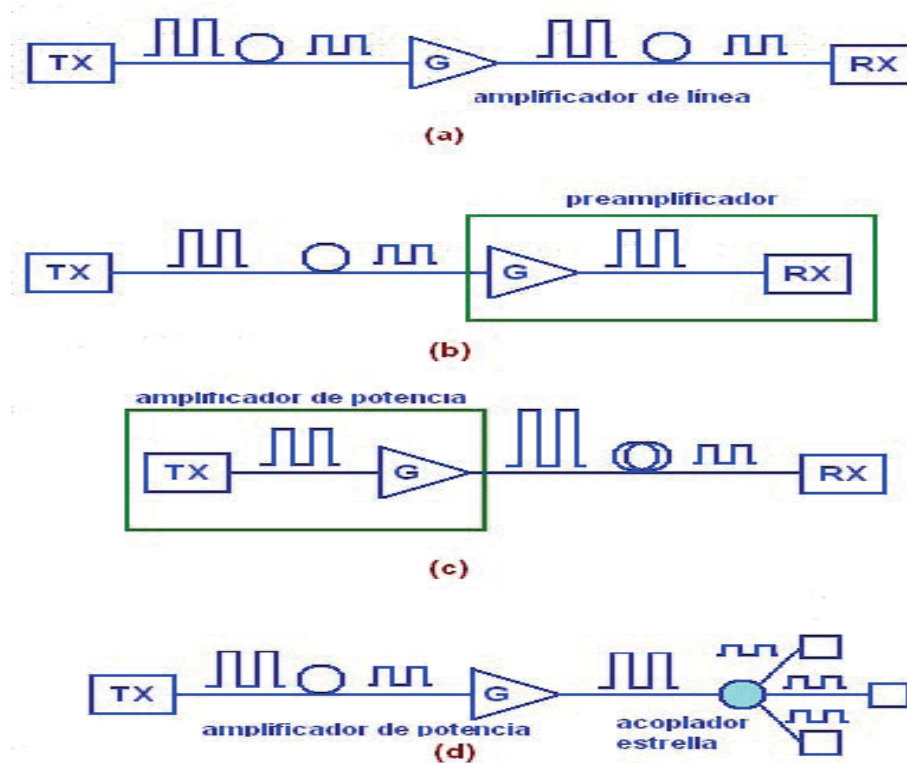 TX G RX
amplificador de línea
(a)
preamplificador
TX G RX
(b)
amplificador de potencia
TX G RX
(c)
TX G
amplificador de potencia acoplador
estrella
(d)